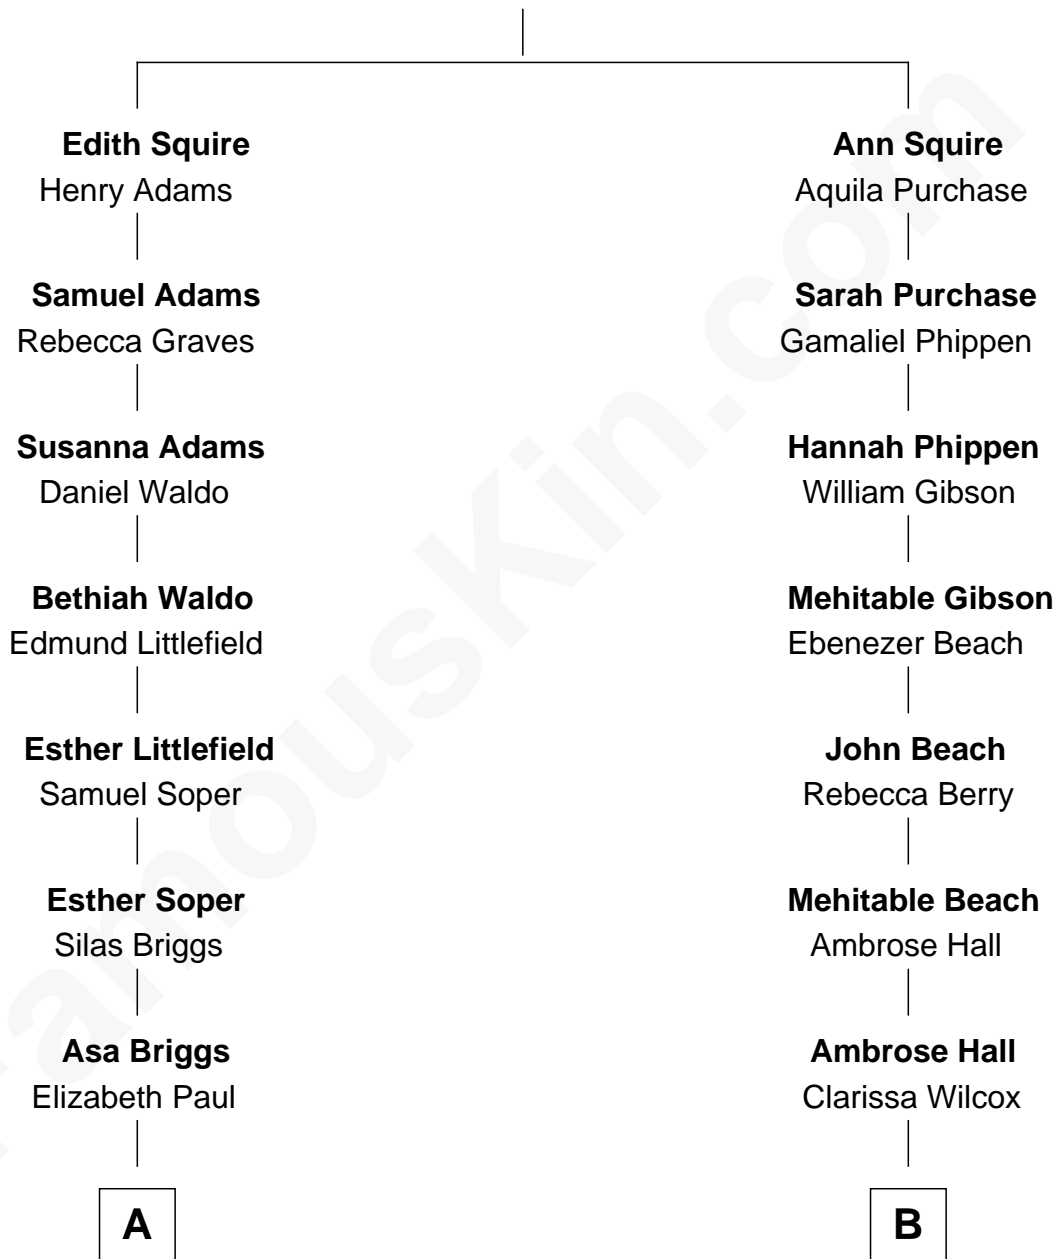 Edith Squire
Henry Adams
Samuel Adams
Rebecca Graves
Susanna Adams
Daniel Waldo
Bethiah Waldo
Edmund Littlefield
Esther Littlefield
Samuel Soper
Esther Soper
Silas Briggs
Asa Briggs
Elizabeth Paul
A
Ann Squire
Aquila Purchase
Sarah Purchase
Gamaliel Phippen
Hannah Phippen
William Gibson
Mehitable Gibson
Ebenezer Beach
John Beach
Rebecca Berry
Mehitable Beach
Ambrose Hall
Ambrose Hall
Clarissa Wilcox
B
FamousKin.com